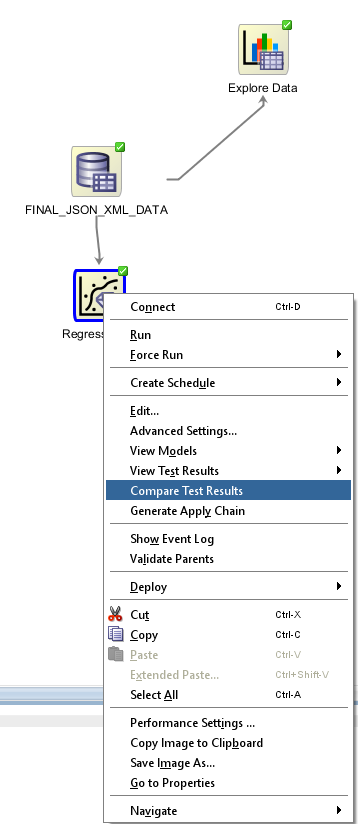 Explore Data
FINAL_JSON_XML_DATA
Regress
Connect Ctrl-D
Run
Force Run
Create Schedule
Edit...
Advanced Settings...
View Models
View Test Results
Compare Test Results
Generate Apply Chain
Show Event Log
Validate Parents
Deploy
Cut Ctrl-X
Copy Ctrl-C
Paste Ctrl-V
Extended Paste... Ctrl+Shift-V
Select All Ctrl-A
Performance Settings ...
Copy Image to Clipboard
Save Image As...
Go to Properties
Navigate